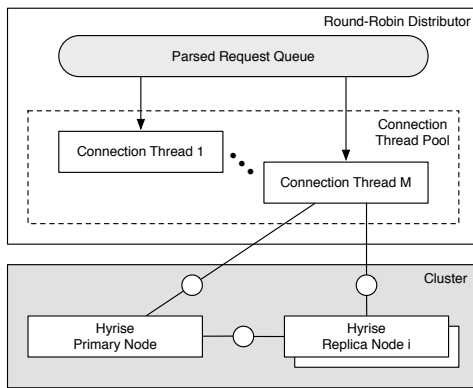 Round-Robin Distributor
Parsed Request Queue
Connection
Thread Pool
Connection Thread 1
Connection Thread M
Cluster
Hyrise
Primary Node
Hyrise
Replica Node i